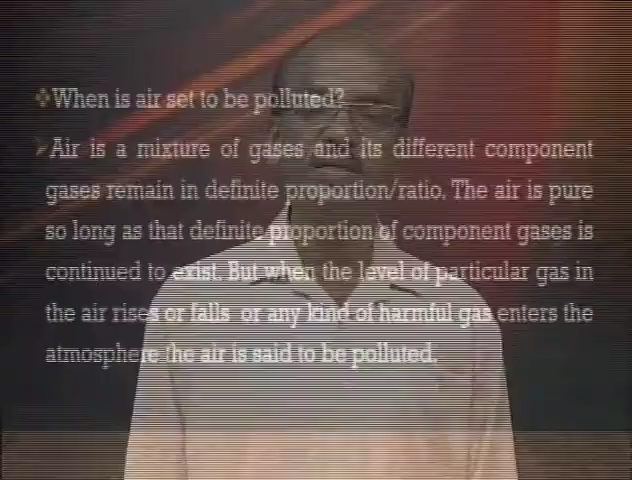 When is air set to be polluted?
Air is a mixture of gases and its different component
gases remain in definite proportion/ratio. The air is pure
so long as that definite proportion of component gases is
continued to exist. But when the level of particular gas in
the air rises or falls or any kind of harmful gas enters the
atmosphere the air is said to be polluted.